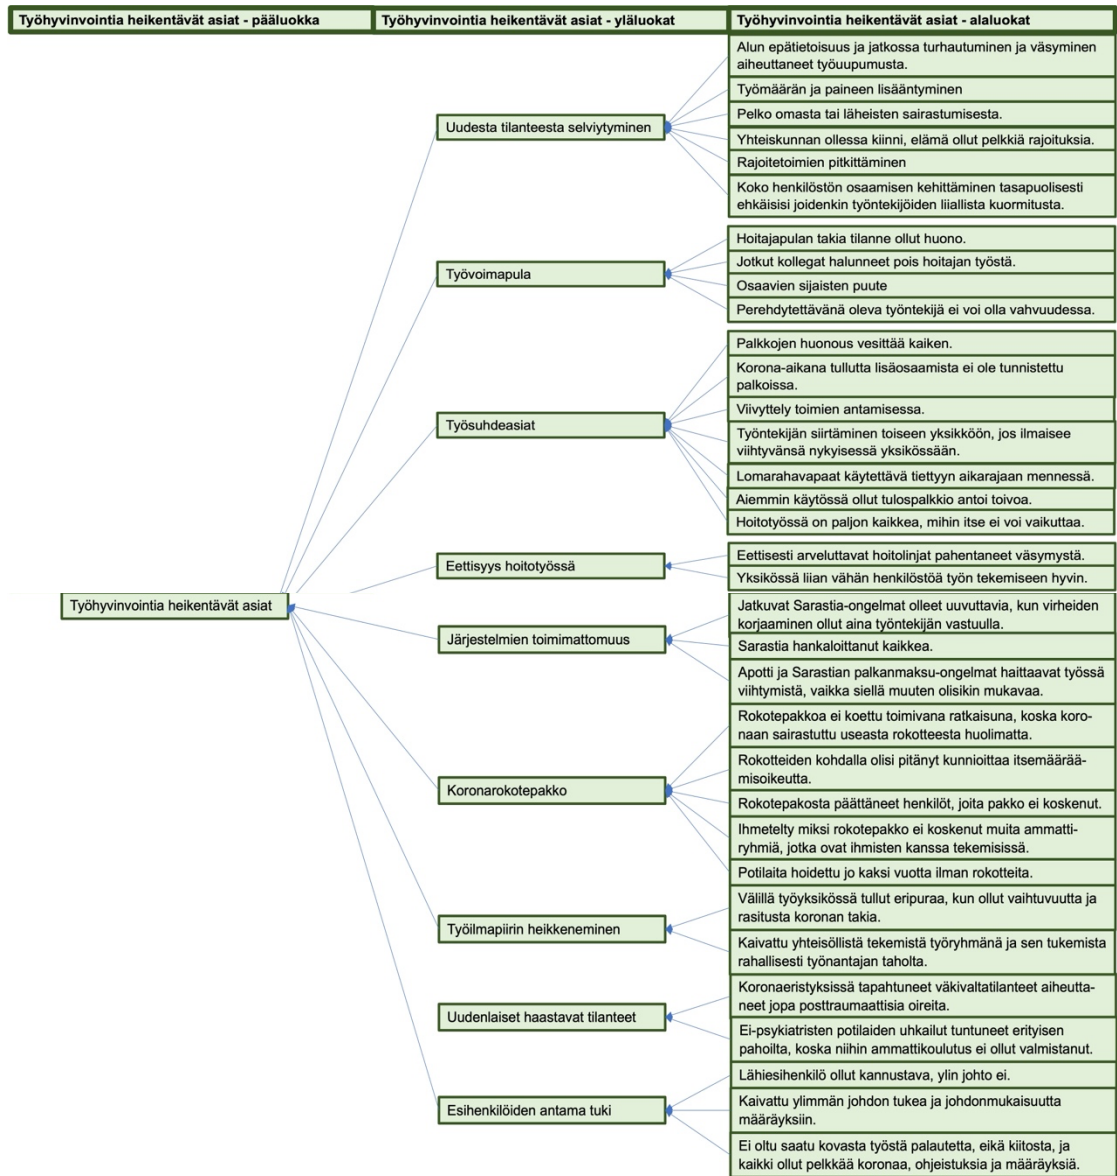 Työhyvinvointia heikentävät asiat - pääluokka
Työhyvinvointia heikentävät asiat - yläluokat
Työhyvinvointia heikentävät asiat - alaluokat
Työhyvinvointia heikentävät asiat
Uudesta tilanteesta selviytyminen
Alun epätietoisuus ja jatkossa turhautuminen ja väsyminen
aiheuttaneet työuupumusta.
Työmäärän ja paineen lisääntyminen
Pelko omasta tai läheisten sairastumisesta.
Yhteiskunnan ollessa kiinni, elämä ollut pelkkiä rajoituksia.
Rajoitetoimien pitkittäminen
Koko henkilöstön osaamisen kehittäminen tasapuolisesti
ehkäisisi joidenkin työntekijöiden liiallista kuormitusta.
Työvoimapula
Hoitajapulan takia tilanne ollut huono.
Jotkut kollegat halunneet pois hoitajan työstä.
Osaavien sijaisten puute
Perehdytettävänä oleva työntekijä ei voi olla vahvuudessa.
Työsuhdeasiat
Palkkojen huonous vesittää kaiken.
Korona-aikana tullutta lisäosaamista ei ole tunnistettu
palkoissa.
Viivyttely toimien antamisessa.
Työntekijän siirtäminen toiseen yksikköön, jos ilmaisee
viihtyvänsä nykyisessä yksikössään.
Lomarahavapaat käytettävä tiettyyn aikarajaan mennessä.
Aiemmin käytössä ollut tulospalkkio antoi toivoa.
Hoitotyössä on paljon kaikkea, mihin itse ei voi vaikuttaa.
Eettisyys hoitotyössä
Eettisesti arveluttavat hoitolinjat pahentaneet väsymystä.
Yksikössä liian vähän henkilöstöä työn tekemiseen hyvin.
Järjestelmien toimimattomuus
Jatkuvat Sarastia-ongelmat olleet uuvuttavia, kun virheiden
korjaaminen ollut aina työntekijän vastuulla.
Sarastia hankaloittanut kaikkea.
Apotti ja Sarastian palkanmaksu-ongelmat haittaavat työssä
viihtymistä, vaikka siellä muuten olisikin mukavaa.
Koronarokotepakko
Rokotepakkoa ei koettu toimivana ratkaisuna, koska koro-
naan sairastuttu useasta rokotteesta huolimatta.
Rokotteiden kohdalla olisi pitänyt kunnioittaa itsemäärää-
misoikeutta.
Rokotepakosta päättäneet henkilöt, joita pakko ei koskenut.
Ihmetelty miksi rokotepakko ei koskenut muita ammatti-
ryhmiä, jotka ovat ihmisten kanssa tekemisissä.
Potilaita hoidettu jo kaksi vuotta ilman rokotteita.
Työilmapiirin heikkeneminen
Välillä työyksikössä tullut eripuraa, kun ollut vaihtuvuutta ja
rasitusta koronan takia.
Kaivattu yhteisöllistä tekemistä työryhmänä ja sen tukemista
rahallisesti työnantajan taholta.
Uudenlaiset haastavat tilanteet
Koronaeristyksissä tapahtuneet väkivaltatilanteet aiheutta-
neet jopa posttraumaattisia oireita.
Ei-psykiatristen potilaiden uhkailut tuntuneet erityisen
pahoilta, koska niihin ammattikoulutus ei ollut valmistanut.
Esihenkilöiden antama tuki
Lähiesihenkilö ollut kannustava, ylin johto ei.
Kaivattu ylimmän johdon tukea ja johdonmukaisuutta
määräyksiin.
Ei oltu saatu kovasta työstä palautetta, eikä kiitosta, ja
kaikki ollut pelkkää koronaa, ohjeistuksia ja määräyksiä.